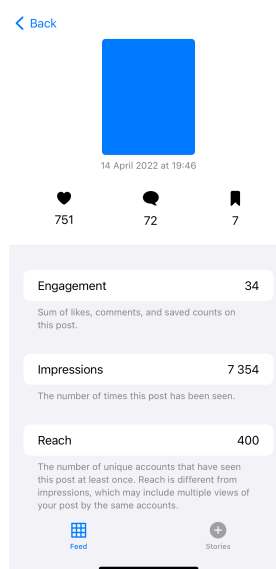 Back
14 April 2022 at 19:46
751
72
7
Engagement 34
Sum of likes, comments, and saved counts on
this post.
Impressions 7 354
The number of times this post has been seen.
Reach 400
The number of unique accounts that have seen
this post at least once. Reach is different from
impressions, which may include multiple views of
your post by the same accounts.
Feed
Stories